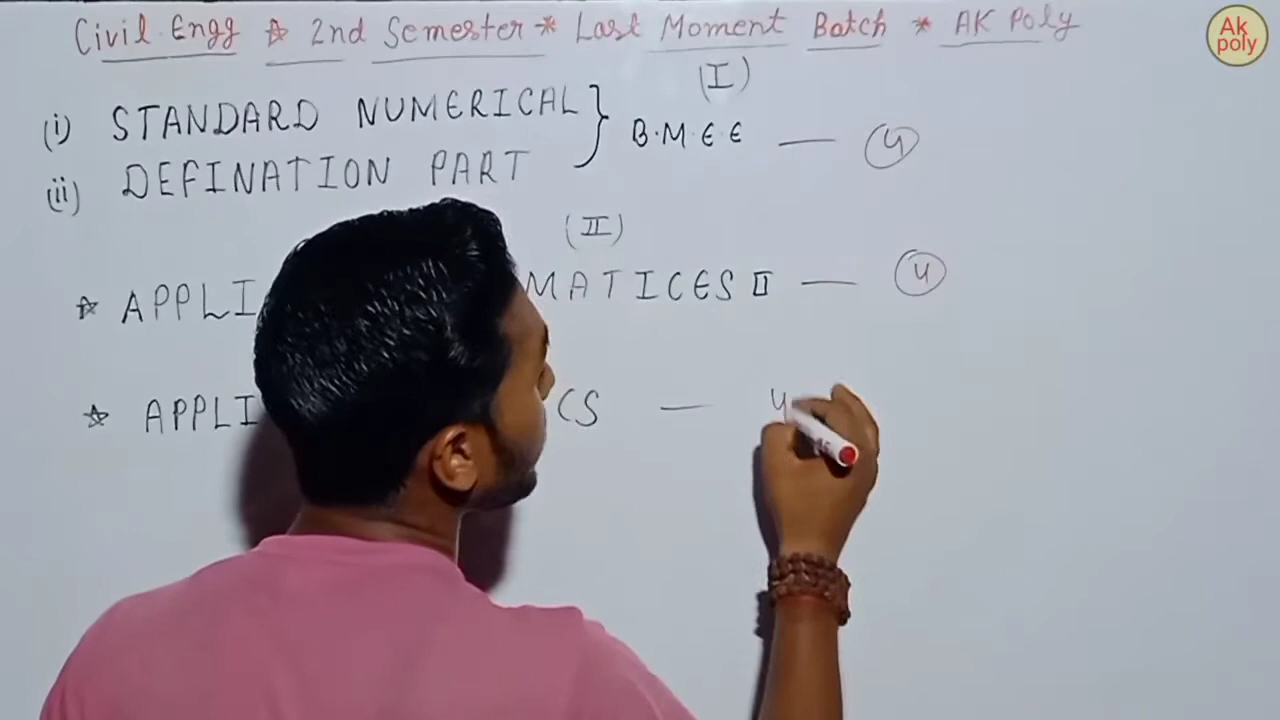 Civil Engg ☆ 2nd Semester * Last Moment Batch * AK Poly
Ak poly
(I)
(i) STANDARD NUMERICAL } B.M.E.E — 4
(ii) DEFINATION PART
(II)
☆ APPLI MATICES II — 4
☆ APPLI CS — 4